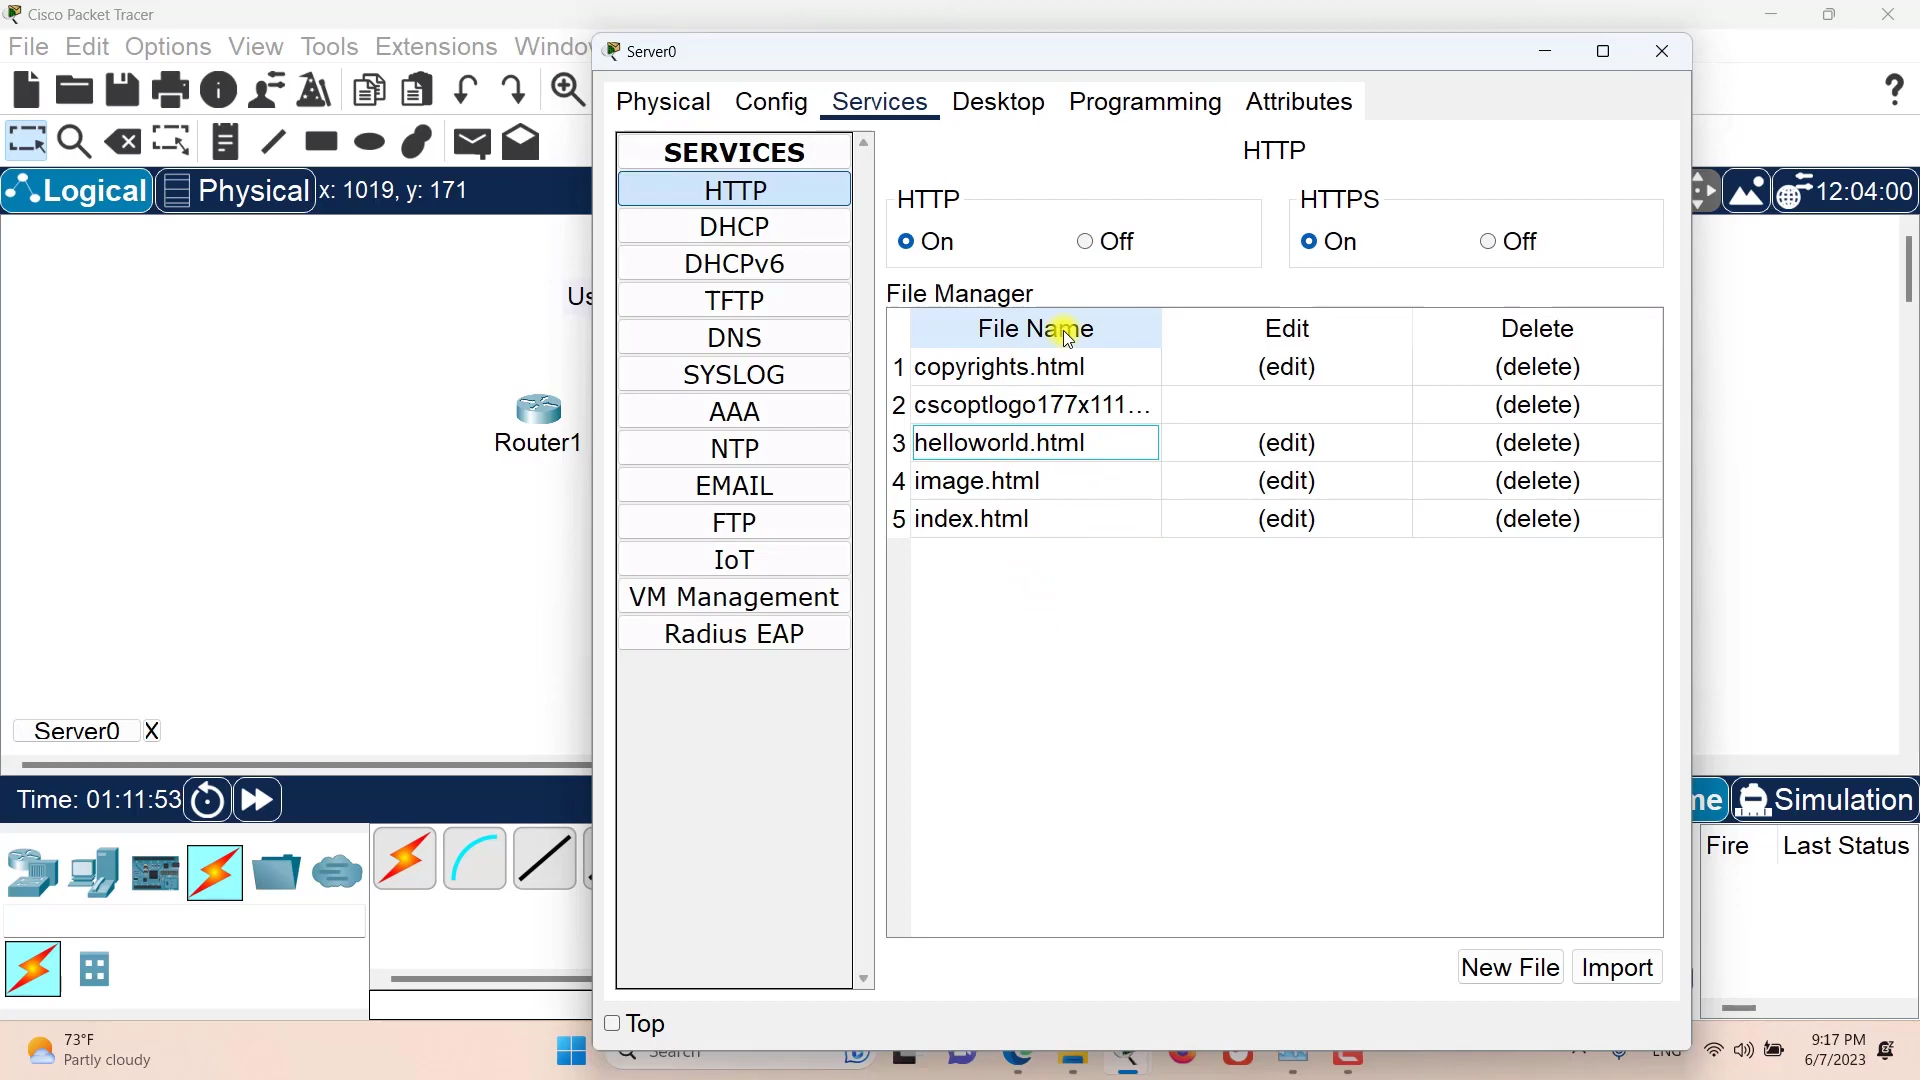 Cisco Packet Tracer
File Edit Options View Tools Extensions Windo
Logical Physical x: 1019, y: 171
12:04:00
Us
Router1
Server0 X
Time: 01:11:53
me Simulation
Fire Last Status
Server0
Physical Config Services Desktop Programming Attributes
SERVICES
HTTP
DHCP
DHCPv6
TFTP
DNS
SYSLOG
AAA
NTP
EMAIL
FTP
IoT
VM Management
Radius EAP
HTTP
HTTP HTTPS
On Off On Off
File Manager
File Name Edit Delete
1 copyrights.html (edit) (delete)
2 cscoptlogo177x111... (delete)
3 helloworld.html (edit) (delete)
4 image.html (edit) (delete)
5 index.html (edit) (delete)
New File Import
Top
73°F
Partly cloudy
Search
ENG
9:17 PM
6/7/2023